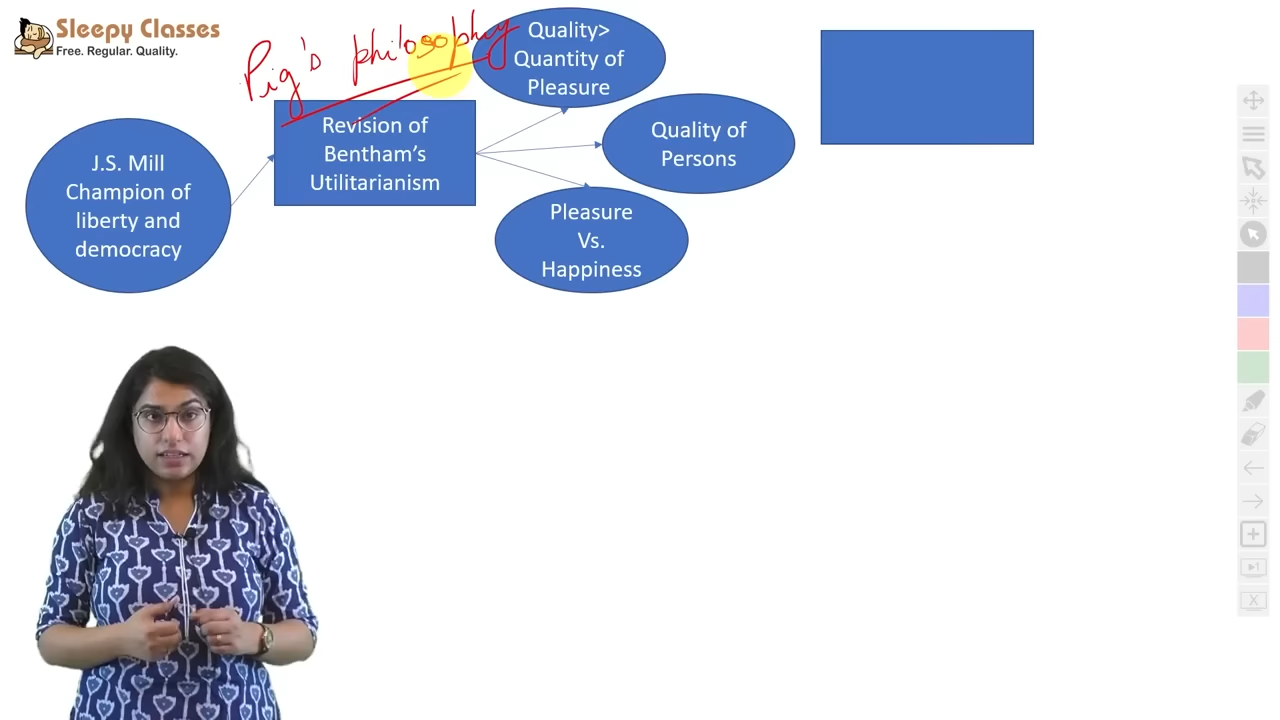 Sleepy Classes
Free. Regular. Quality.
Pig's philosophy
J.S. Mill
Champion of
liberty and
democracy
Revision of
Bentham's
Utilitarianism
Quality>
Quantity of
Pleasure
Quality of
Persons
Pleasure
Vs.
Happiness